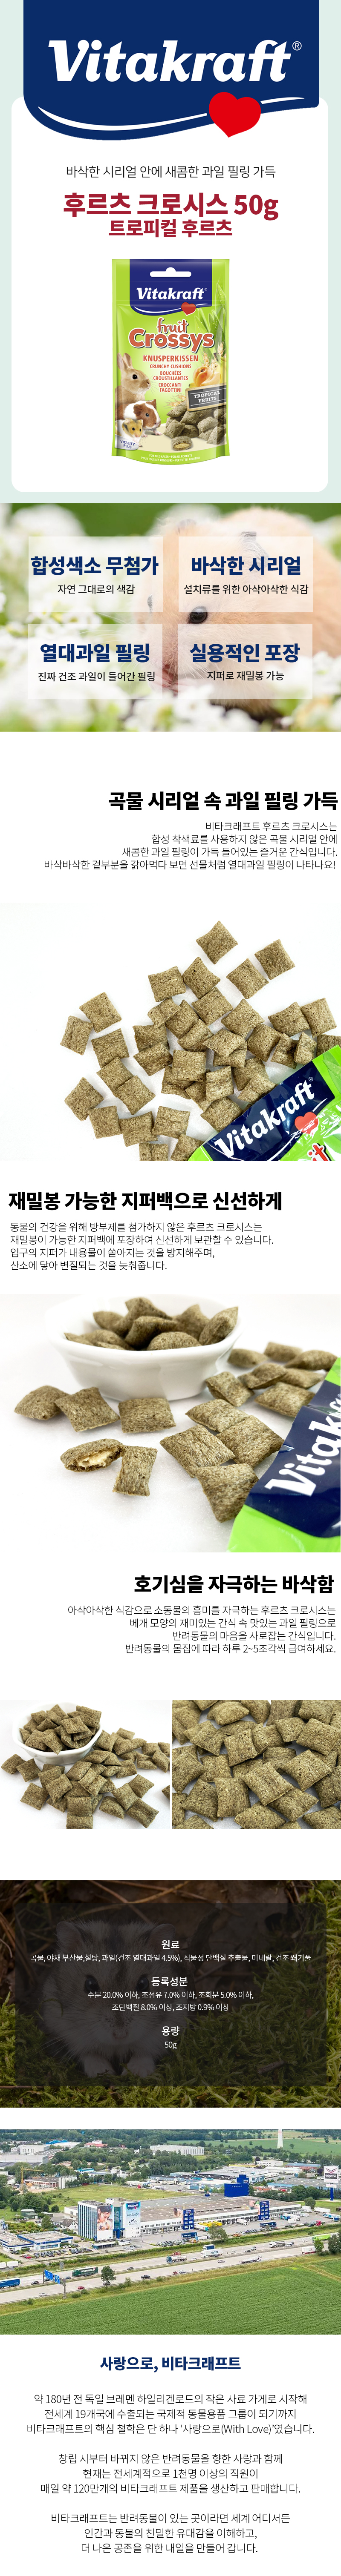 Vitakraft®
바삭한 시리얼 안에 새콤한 과일 필링 가득
후르츠 크로시스 50g
트로피컬 후르츠
Vitakraft
fruit
Crossys
KNUSPERKISSEN
CRUNCHY CUSHIONS
BOUCHÉES
CROUSTILLANTES
CROCCANTI
FAGOTTINI
TROPICAL
FRUITS
합성색소 무첨가
자연 그대로의 색감
바삭한 시리얼
설치류를 위한 아삭아삭한 식감
열대과일 필링
진짜 건조 과일이 들어간 필링
실용적인 포장
지퍼로 재밀봉 가능
곡물 시리얼 속 과일 필링 가득
비타크래프트 후르츠 크로시스는
합성 착색료를 사용하지 않은 곡물 시리얼 안에
새콤한 과일 필링이 가득 들어있는 즐거운 간식입니다.
바삭바삭한 겉부분을 갉아먹다 보면 선물처럼 열대과일 필링이 나타나요!
Vitakraft
재밀봉 가능한 지퍼백으로 신선하게
동물의 건강을 위해 방부제를 첨가하지 않은 후르츠 크로시스는
재밀봉이 가능한 지퍼백에 포장하여 신선하게 보관할 수 있습니다.
입구의 지퍼가 내용물이 쏟아지는 것을 방지해주며,
산소에 닿아 변질되는 것을 늦춰줍니다.
Vitak
호기심을 자극하는 바삭함
아삭아삭한 식감으로 소동물의 흥미를 자극하는 후르츠 크로시스는
베개 모양의 재미있는 간식 속 맛있는 과일 필링으로
반려동물의 마음을 사로잡는 간식입니다.
반려동물의 몸집에 따라 하루 2~5조각씩 급여하세요.
원료
곡물, 야채 부산물,설탕, 과일(건조 열대과일 4.5%), 식물성 단백질 추출물, 미네랄, 건조 쐐기풀
등록성분
수분 20.0% 이하, 조섬유 7.0% 이하, 조회분 5.0% 이하,
조단백질 8.0% 이상, 조지방 0.9% 이상
용량
50g
사랑으로, 비타크래프트
약 180년 전 독일 브레멘 하일리겐로드의 작은 사료 가게로 시작해
전세계 19개국에 수출되는 국제적 동물용품 그룹이 되기까지
비타크래프트의 핵심 철학은 단 하나 ‘사랑으로(With Love)’였습니다.
창립 시부터 바뀌지 않은 반려동물을 향한 사랑과 함께
현재는 전세계적으로 1천명 이상의 직원이
매일 약 120만개의 비타크래프트 제품을 생산하고 판매합니다.
비타크래프트는 반려동물이 있는 곳이라면 세계 어디서든
인간과 동물의 친밀한 유대감을 이해하고,
더 나은 공존을 위한 내일을 만들어 갑니다.